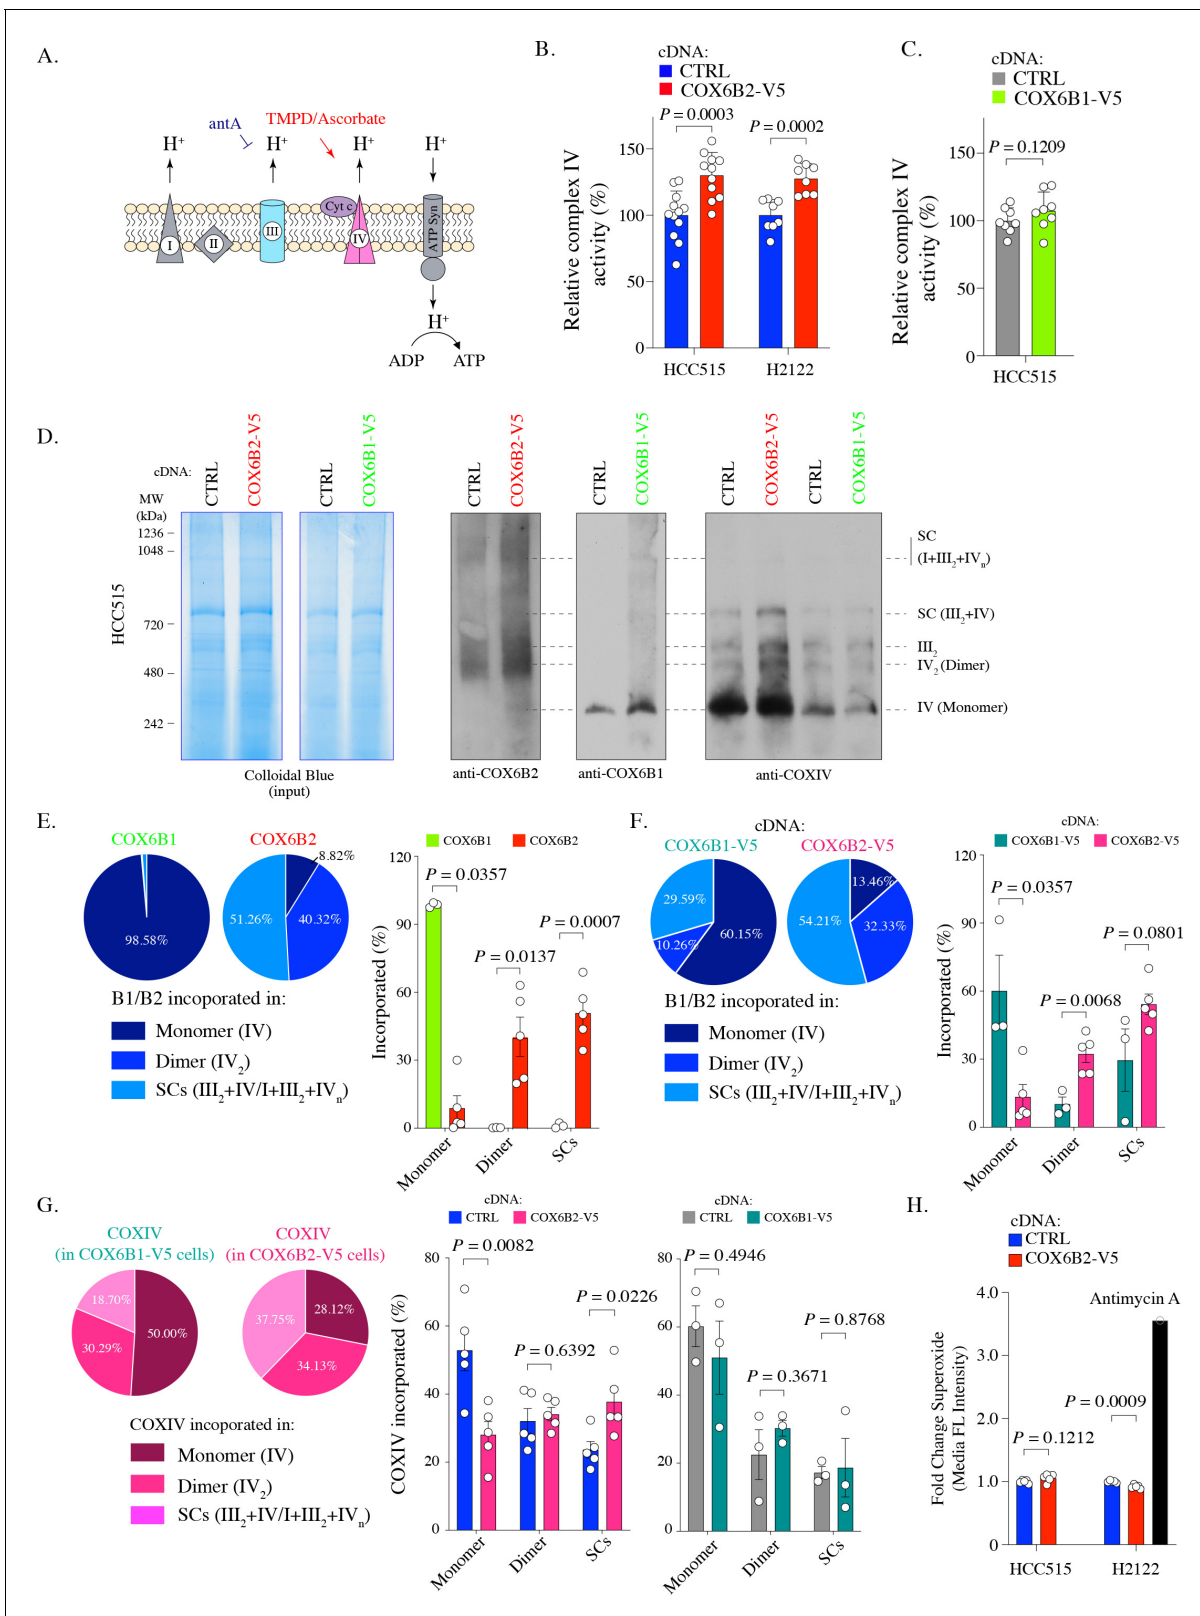 A.
antA
TMPD/Ascorbate
H+
H+
H+
H+
Cyt c
I
II
III
IV
ATP Syn
H+
ADP
ATP
B.
cDNA:
CTRL
COX6B2-V5
P = 0.0003
P = 0.0002
Relative complex IV
activity (%)
150
100
50
0
HCC515
H2122
C.
cDNA:
CTRL
COX6B1-V5
P = 0.1209
Relative complex IV
activity (%)
150
100
50
0
HCC515
D.
cDNA:
CTRL
COX6B2-V5
CTRL
COX6B1-V5
CTRL
COX6B2-V5
CTRL
COX6B1-V5
CTRL
COX6B2-V5
CTRL
COX6B1-V5
MW
(kDa)
1236
1048
720
480
242
HCC515
SC
(I+III2+IVn)
SC (III2+IV)
III2
IV2 (Dimer)
IV (Monomer)
Colloidal Blue
(input)
anti-COX6B2
anti-COX6B1
anti-COXIV
E.
COX6B1
COX6B2
98.58%
8.82%
40.32%
51.26%
B1/B2 incoporated in:
Monomer (IV)
Dimer (IV2)
SCs (III2+IV/I+III2+IVn)
COX6B1
COX6B2
Incorporated (%)
120
90
60
30
0
P = 0.0357
P = 0.0137
P = 0.0007
Monomer
Dimer
SCs
F.
cDNA:
COX6B1-V5
COX6B2-V5
29.59%
10.26%
60.15%
13.46%
54.21%
32.33%
B1/B2 incoporated in:
Monomer (IV)
Dimer (IV2)
SCs (III2+IV/I+III2+IVn)
cDNA:
COX6B1-V5
COX6B2-V5
Incorporated (%)
120
90
60
30
0
P = 0.0357
P = 0.0068
P = 0.0801
Monomer
Dimer
SCs
G.
COXIV
(in COX6B1-V5 cells)
COXIV
(in COX6B2-V5 cells)
18.70%
50.00%
30.29%
37.75%
28.12%
34.13%
COXIV incoporated in:
Monomer (IV)
Dimer (IV2)
SCs (III2+IV/I+III2+IVn)
cDNA:
CTRL
COX6B2-V5
COXIV incorporated (%)
80
60
40
20
0
P = 0.0082
P = 0.6392
P = 0.0226
Monomer
Dimer
SCs
cDNA:
CTRL
COX6B1-V5
80
60
40
20
0
P = 0.4946
P = 0.3671
P = 0.8768
Monomer
Dimer
SCs
H.
cDNA:
CTRL
COX6B2-V5
Antimycin A
Fold Change Superoxide
(Media FL Intensity)
4.0
3.0
2.0
1.0
0
P = 0.1212
P = 0.0009
HCC515
H2122